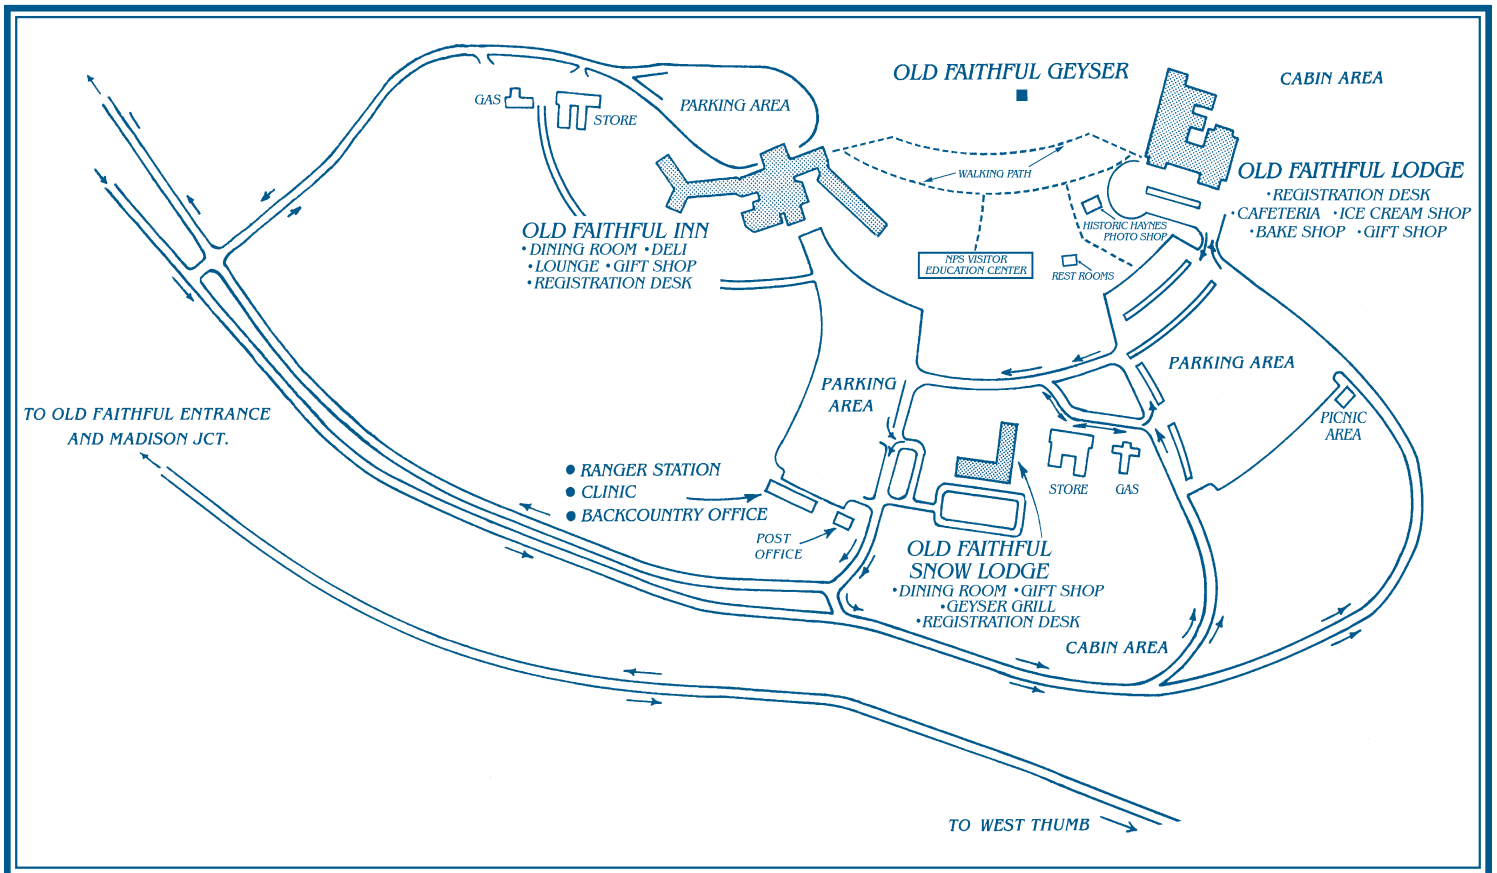 OLD FAITHFUL GEYSER
CABIN AREA
GAS
STORE
PARKING AREA
WALKING PATH
OLD FAITHFUL LODGE
•REGISTRATION DESK
•CAFETERIA •ICE CREAM SHOP
•BAKE SHOP •GIFT SHOP
HISTORIC HAYNES
PHOTO SHOP
OLD FAITHFUL INN
•DINING ROOM •DELI
•LOUNGE •GIFT SHOP
•REGISTRATION DESK
NPS VISITOR
EDUCATION CENTER
REST ROOMS
PARKING AREA
PARKING
AREA
TO OLD FAITHFUL ENTRANCE
AND MADISON JCT.
PICNIC
AREA
● RANGER STATION
● CLINIC
● BACKCOUNTRY OFFICE
STORE
GAS
POST
OFFICE
OLD FAITHFUL
SNOW LODGE
•DINING ROOM •GIFT SHOP
•GEYSER GRILL
•REGISTRATION DESK
CABIN AREA
TO WEST THUMB